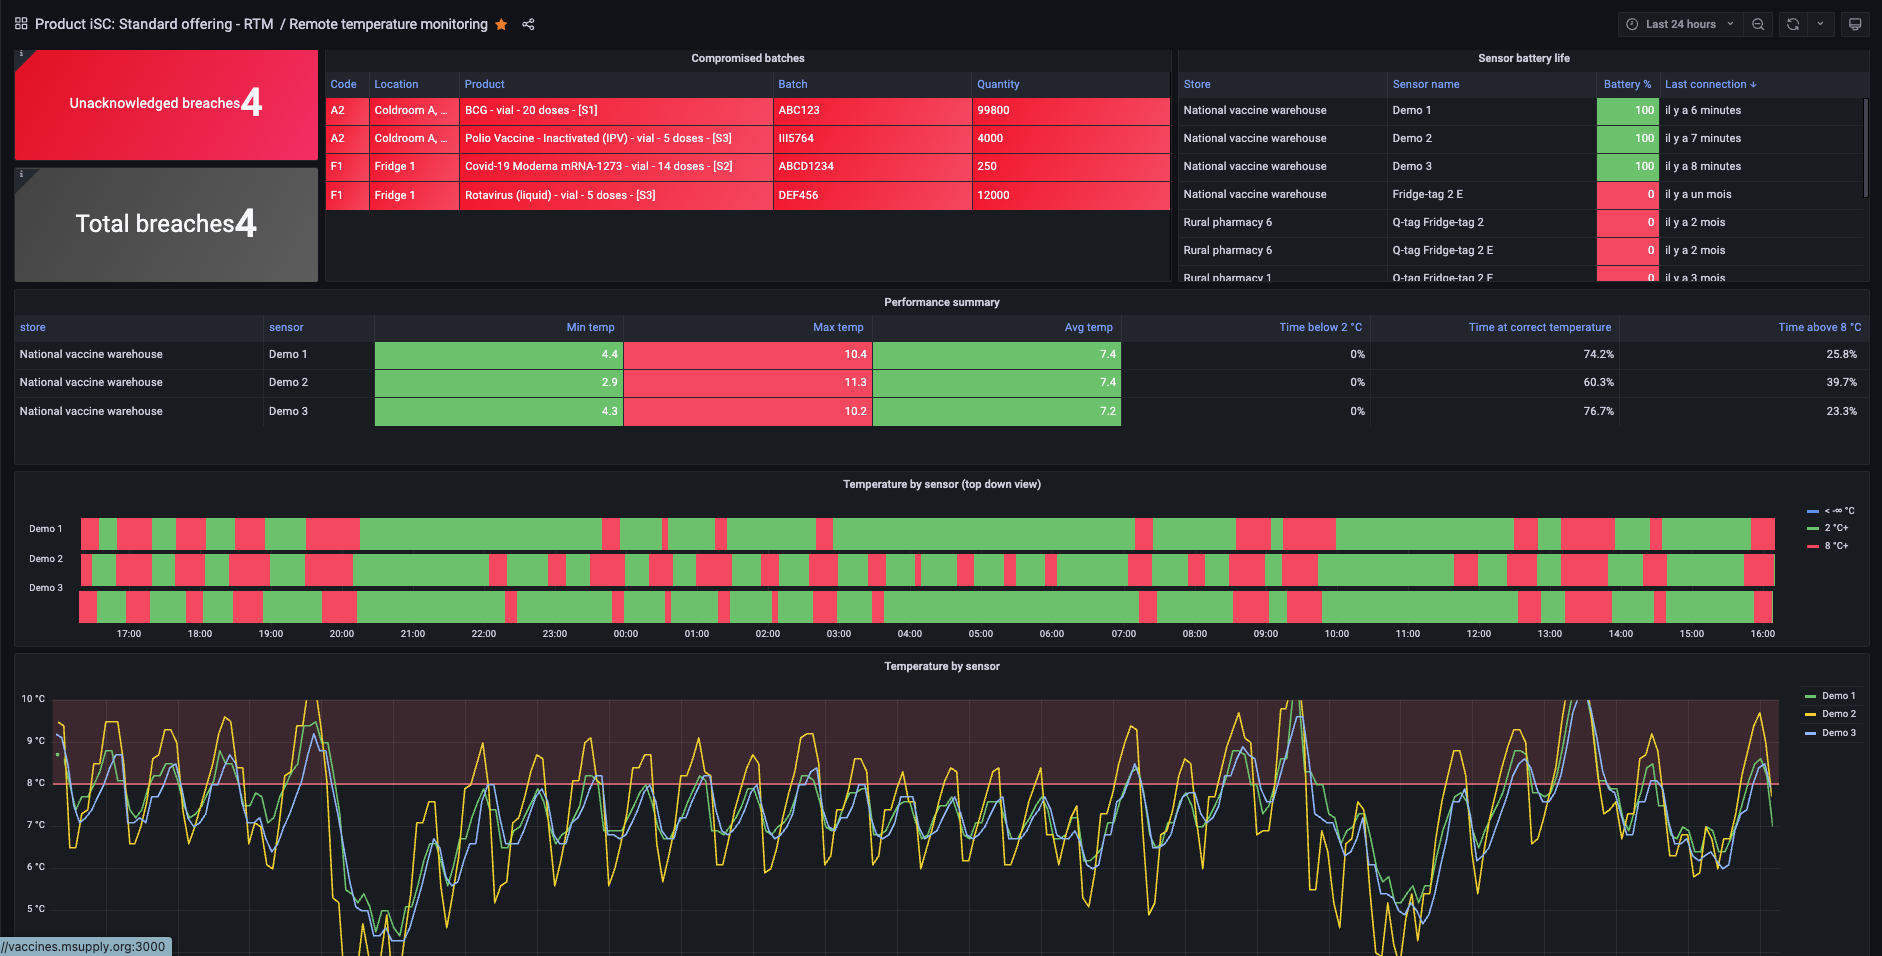 Product iSC: Standard offering - RTM / Remote temperature monitoring
Last 24 hours
Unacknowledged breaches 4
Total breaches 4
Compromised batches
Code Location Product Batch Quantity
A2 Coldroom A, ... BCG - vial - 20 doses - [S1] ABC123 99800
A2 Coldroom A, ... Polio Vaccine - Inactivated (IPV) - vial - 5 doses - [S3] III5764 4000
F1 Fridge 1 Covid-19 Moderna mRNA-1273 - vial - 14 doses - [S2] ABCD1234 250
F1 Fridge 1 Rotavirus (liquid) - vial - 5 doses - [S3] DEF456 12000
Sensor battery life
Store Sensor name Battery % Last connection ↓
National vaccine warehouse Demo 1 100 il y a 6 minutes
National vaccine warehouse Demo 2 100 il y a 7 minutes
National vaccine warehouse Demo 3 100 il y a 8 minutes
National vaccine warehouse Fridge-tag 2 E 0 il y a un mois
Rural pharmacy 6 Q-tag Fridge-tag 2 0 il y a 2 mois
Rural pharmacy 6 Q-tag Fridge-tag 2 E 0 il y a 2 mois
Rural pharmacy 1 Q-tag Fridge-tag 2 E 0 il y a 3 mois
Performance summary
store sensor Min temp Max temp Avg temp Time below 2 °C Time at correct temperature Time above 8 °C
National vaccine warehouse Demo 1 4.4 10.4 7.4 0% 74.2% 25.8%
National vaccine warehouse Demo 2 2.9 11.3 7.4 0% 60.3% 39.7%
National vaccine warehouse Demo 3 4.3 10.2 7.2 0% 76.7% 23.3%
Temperature by sensor (top down view)
Demo 1
Demo 2
Demo 3
17:00 18:00 19:00 20:00 21:00 22:00 23:00 00:00 01:00 02:00 03:00 04:00 05:00 06:00 07:00 08:00 09:00 10:00 11:00 12:00 13:00 14:00 15:00 16:00
< -∞ °C
2 °C+
8 °C+
Temperature by sensor
10 °C
9 °C
8 °C
7 °C
6 °C
5 °C
Demo 1
Demo 2
Demo 3
//vaccines.msupply.org:3000